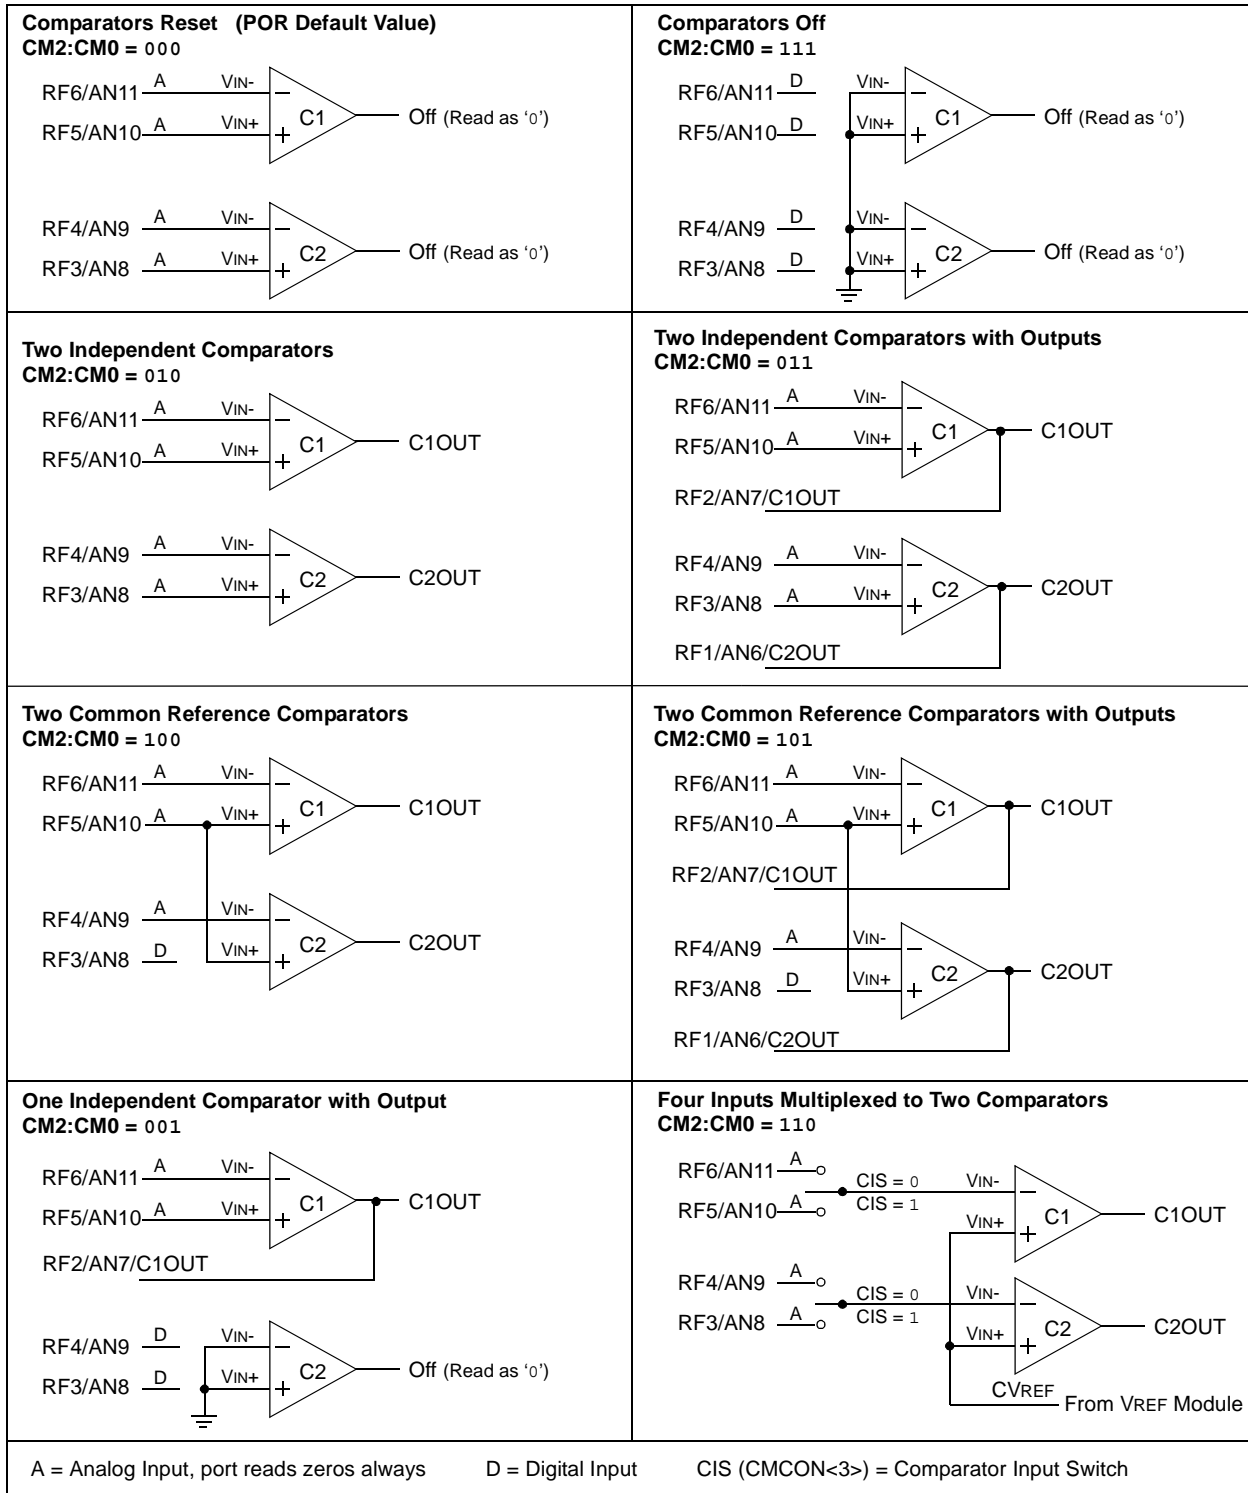 Comparators Reset (POR Default Value)
CM2:CM0 = 000
RF6/AN11 A VIN-
RF5/AN10 A VIN+
C1
Off (Read as ‘0’)
RF4/AN9 A VIN-
RF3/AN8 A VIN+
C2
Off (Read as ‘0’)
Comparators Off
CM2:CM0 = 111
RF6/AN11 D VIN-
RF5/AN10 D VIN+
C1
Off (Read as ‘0’)
RF4/AN9 D VIN-
RF3/AN8 D VIN+
C2
Off (Read as ‘0’)
Two Independent Comparators
CM2:CM0 = 010
RF6/AN11 A VIN-
RF5/AN10 A VIN+
C1
C1OUT
RF4/AN9 A VIN-
RF3/AN8 A VIN+
C2
C2OUT
Two Independent Comparators with Outputs
CM2:CM0 = 011
RF6/AN11 A VIN-
RF5/AN10 A VIN+
C1
C1OUT
RF2/AN7/C1OUT
RF4/AN9 A VIN-
RF3/AN8 A VIN+
C2
C2OUT
RF1/AN6/C2OUT
Two Common Reference Comparators
CM2:CM0 = 100
RF6/AN11 A VIN-
RF5/AN10 A VIN+
C1
C1OUT
RF4/AN9 A VIN-
RF3/AN8 D VIN+
C2
C2OUT
Two Common Reference Comparators with Outputs
CM2:CM0 = 101
RF6/AN11 A VIN-
RF5/AN10 A VIN+
C1
C1OUT
RF2/AN7/C1OUT
RF4/AN9 A VIN-
RF3/AN8 D VIN+
C2
C2OUT
RF1/AN6/C2OUT
One Independent Comparator with Output
CM2:CM0 = 001
RF6/AN11 A VIN-
RF5/AN10 A VIN+
C1
C1OUT
RF2/AN7/C1OUT
RF4/AN9 D VIN-
RF3/AN8 D VIN+
C2
Off (Read as ‘0’)
Four Inputs Multiplexed to Two Comparators
CM2:CM0 = 110
RF6/AN11 A CIS = 0 VIN-
RF5/AN10 A CIS = 1 VIN+
C1
C1OUT
RF4/AN9 A CIS = 0 VIN-
RF3/AN8 A CIS = 1 VIN+
C2
C2OUT
CVREF
From VREF Module
A = Analog Input, port reads zeros always D = Digital Input CIS (CMCON<3>) = Comparator Input Switch